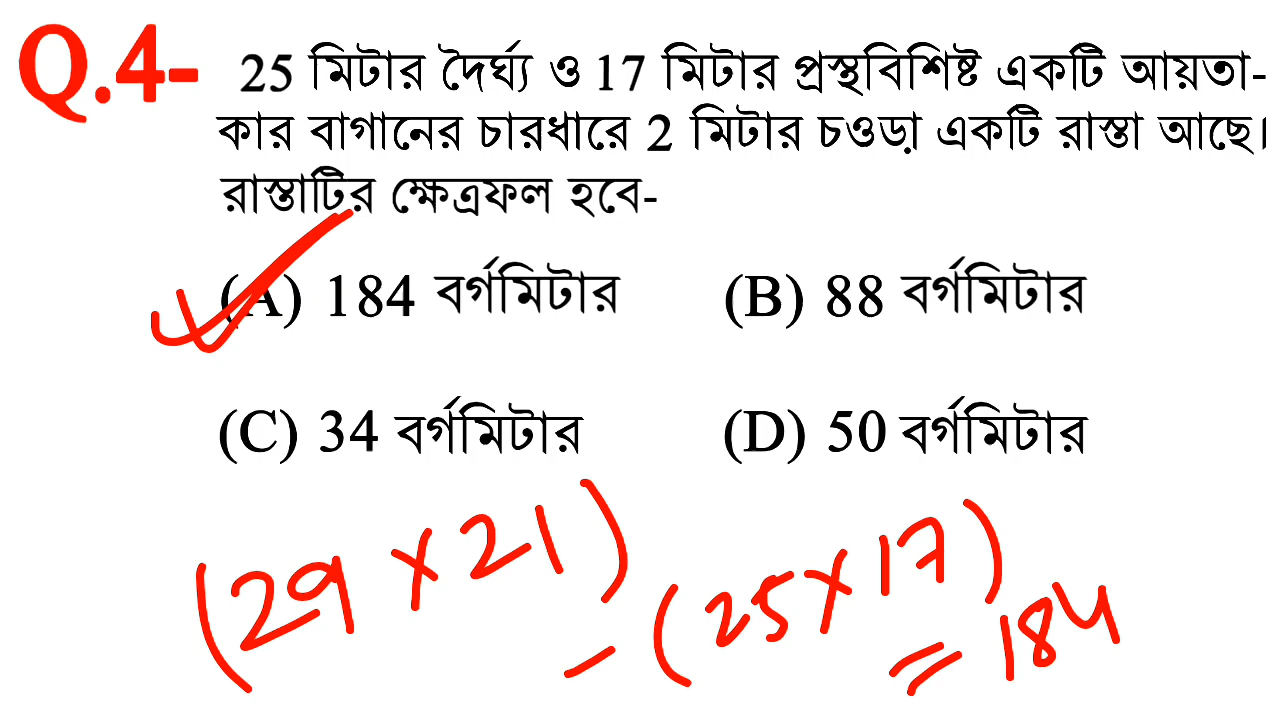 Q.4- 25 মিটার দৈর্ঘ্য ও 17 মিটার প্রস্থবিশিষ্ট একটি আয়তা-
কার বাগানের চারধারে 2 মিটার চওড়া একটি রাস্তা আছে।
রাস্তাটির ক্ষেত্রফল হবে-
(A) 184 বর্গমিটার (B) 88 বর্গমিটার
(C) 34 বর্গমিটার (D) 50 বর্গমিটার
(29 × 21) - (25 × 17)
= 184